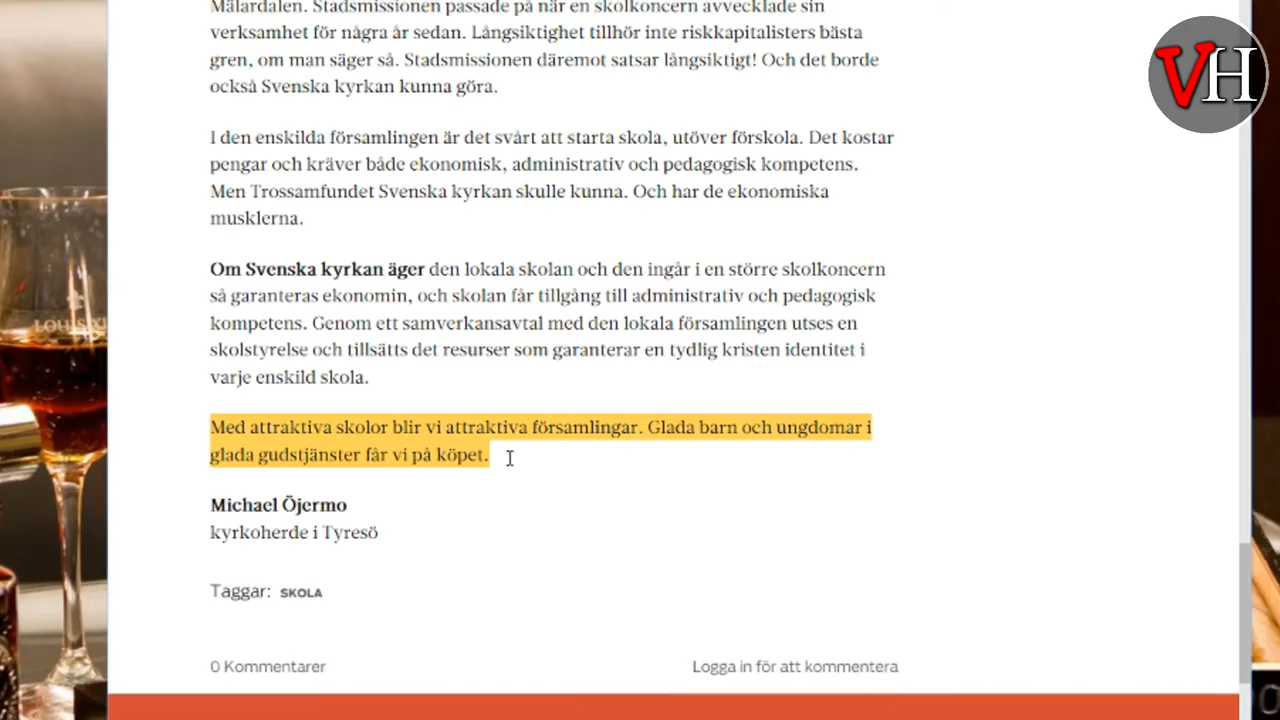 Mälardalen. Stadsmissionen passade på när en skolkoncern avvecklade sin
verksamhet för några år sedan. Långsiktighet tillhör inte riskkapitalisters bästa
gren, om man säger så. Stadsmissionen däremot satsar långsiktigt! Och det borde
också Svenska kyrkan kunna göra.
I den enskilda församlingen är det svårt att starta skola, utöver förskola. Det kostar
pengar och kräver både ekonomisk, administrativ och pedagogisk kompetens.
Men Trossamfundet Svenska kyrkan skulle kunna. Och har de ekonomiska
musklerna.
Om Svenska kyrkan äger den lokala skolan och den ingår i en större skolkoncern
så garanteras ekonomin, och skolan får tillgång till administrativ och pedagogisk
kompetens. Genom ett samverkansavtal med den lokala församlingen utses en
skolstyrelse och tillsätts det resurser som garanterar en tydlig kristen identitet i
varje enskild skola.
Med attraktiva skolor blir vi attraktiva församlingar. Glada barn och ungdomar i
glada gudstjänster får vi på köpet.
Michael Öjermo
kyrkoherde i Tyresö
Taggar: SKOLA
0 Kommentarer
Logga in för att kommentera
VH